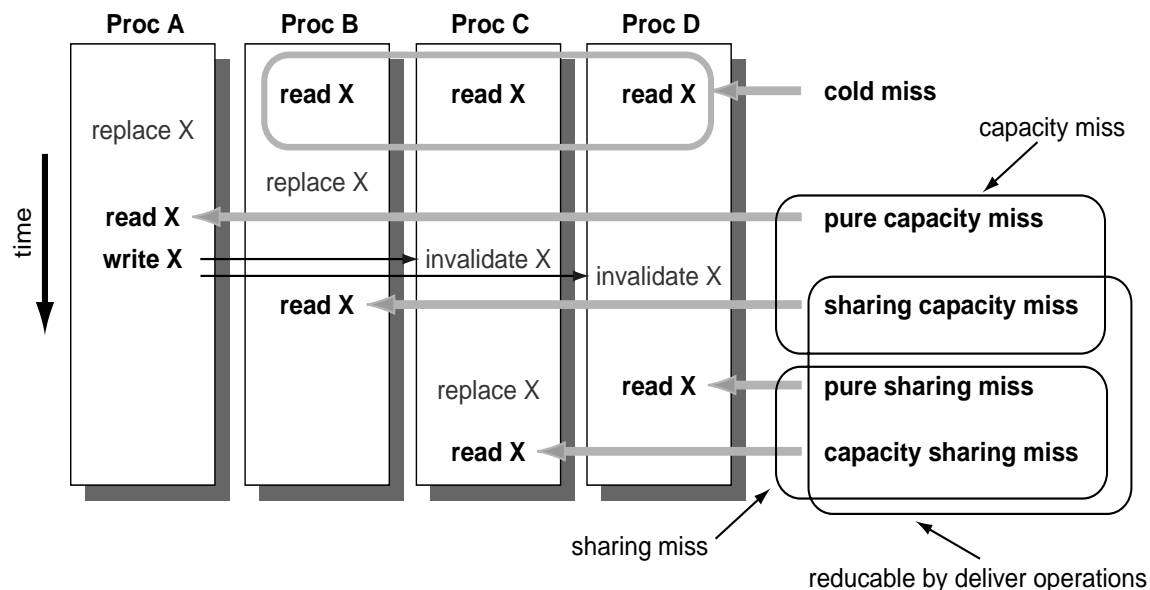 Proc A
Proc B
Proc C
Proc D
read X
read X
read X
cold miss
replace X
capacity miss
replace X
time
read X
pure capacity miss
write X
invalidate X
invalidate X
read X
sharing capacity miss
replace X
read X
pure sharing miss
read X
capacity sharing miss
sharing miss
reducable by deliver operations